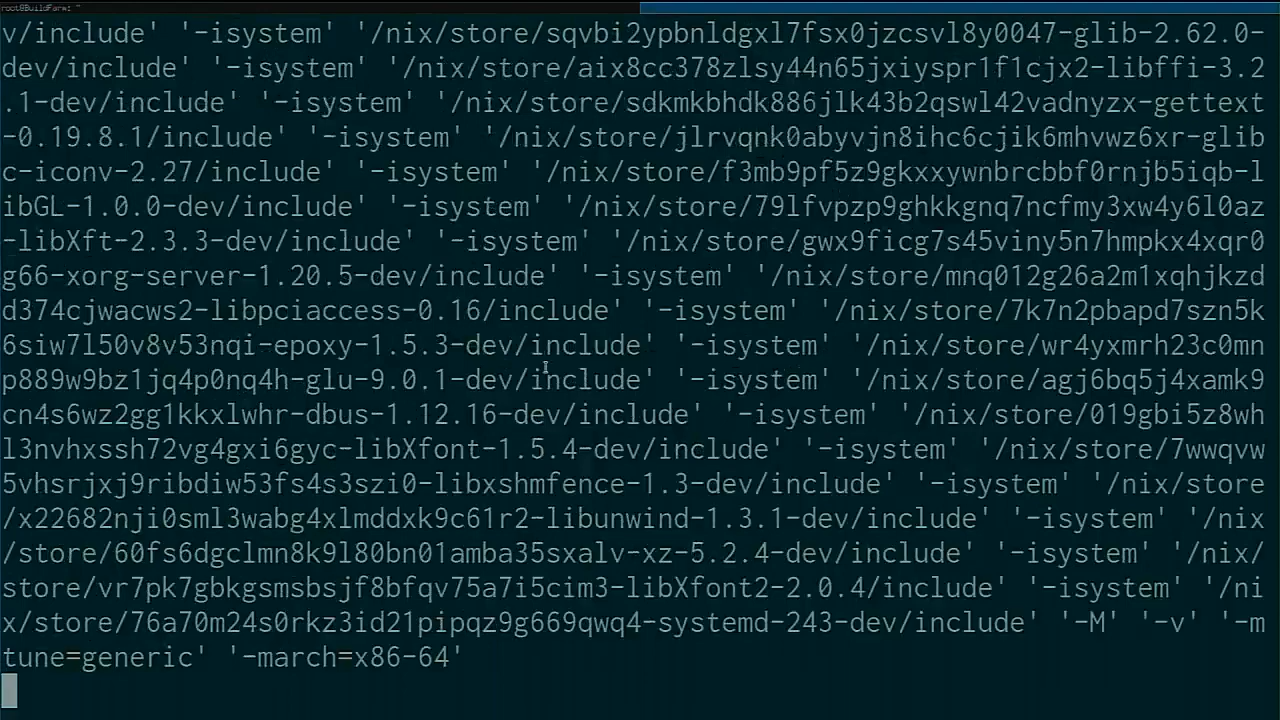 root@BuildFarm: ~
v/include' '-isystem' '/nix/store/sqvbi2ypbnldgxl7fsx0jzcsvl8y0047-glib-2.62.0-
dev/include' '-isystem' '/nix/store/aix8cc378zlsy44n65jxiyspr1f1cjx2-libffi-3.2
.1-dev/include' '-isystem' '/nix/store/sdkmkbhdk886jlk43b2qswl42vadnyzx-gettext
-0.19.8.1/include' '-isystem' '/nix/store/jlrvqnk0abyvjn8ihc6cjik6mhvwz6xr-glib
c-iconv-2.27/include' '-isystem' '/nix/store/f3mb9pf5z9gkxxywnbrcbbf0rnjb5iqb-l
ibGL-1.0.0-dev/include' '-isystem' '/nix/store/79lfvpzp9ghkkgnq7ncfmy3xw4y6l0az
-libXft-2.3.3-dev/include' '-isystem' '/nix/store/gwx9ficg7s45viny5n7hmpkx4xqr0
g66-xorg-server-1.20.5-dev/include' '-isystem' '/nix/store/mnq012g26a2m1xqhjkzd
d374cjwacws2-libpciaccess-0.16/include' '-isystem' '/nix/store/7k7n2pbapd7szn5k
6siw7l50v8v53nqi-epoxy-1.5.3-dev/include' '-isystem' '/nix/store/wr4yxmrh23c0mn
p889w9bz1jq4p0nq4h-glu-9.0.1-dev/include' '-isystem' '/nix/store/agj6bq5j4xamk9
cn4s6wz2gg1kkxlwhr-dbus-1.12.16-dev/include' '-isystem' '/nix/store/019gbi5z8wh
l3nvhxssh72vg4gxi6gyc-libXfont-1.5.4-dev/include' '-isystem' '/nix/store/7wwqvw
5vhsrjxj9ribdiw53fs4s3szi0-libxshmfence-1.3-dev/include' '-isystem' '/nix/store
/x22682nji0sml3wabg4xlmddxk9c61r2-libunwind-1.3.1-dev/include' '-isystem' '/nix
/store/60fs6dgclmn8k9l80bn01amba35sxalv-xz-5.2.4-dev/include' '-isystem' '/nix/
store/vr7pk7gbkgsmsbsjf8bfqv75a7i5cim3-libXfont2-2.0.4/include' '-isystem' '/ni
x/store/76a70m24s0rkz3id21pipqz9g669qwq4-systemd-243-dev/include' '-M' '-v' '-m
tune=generic' '-march=x86-64'